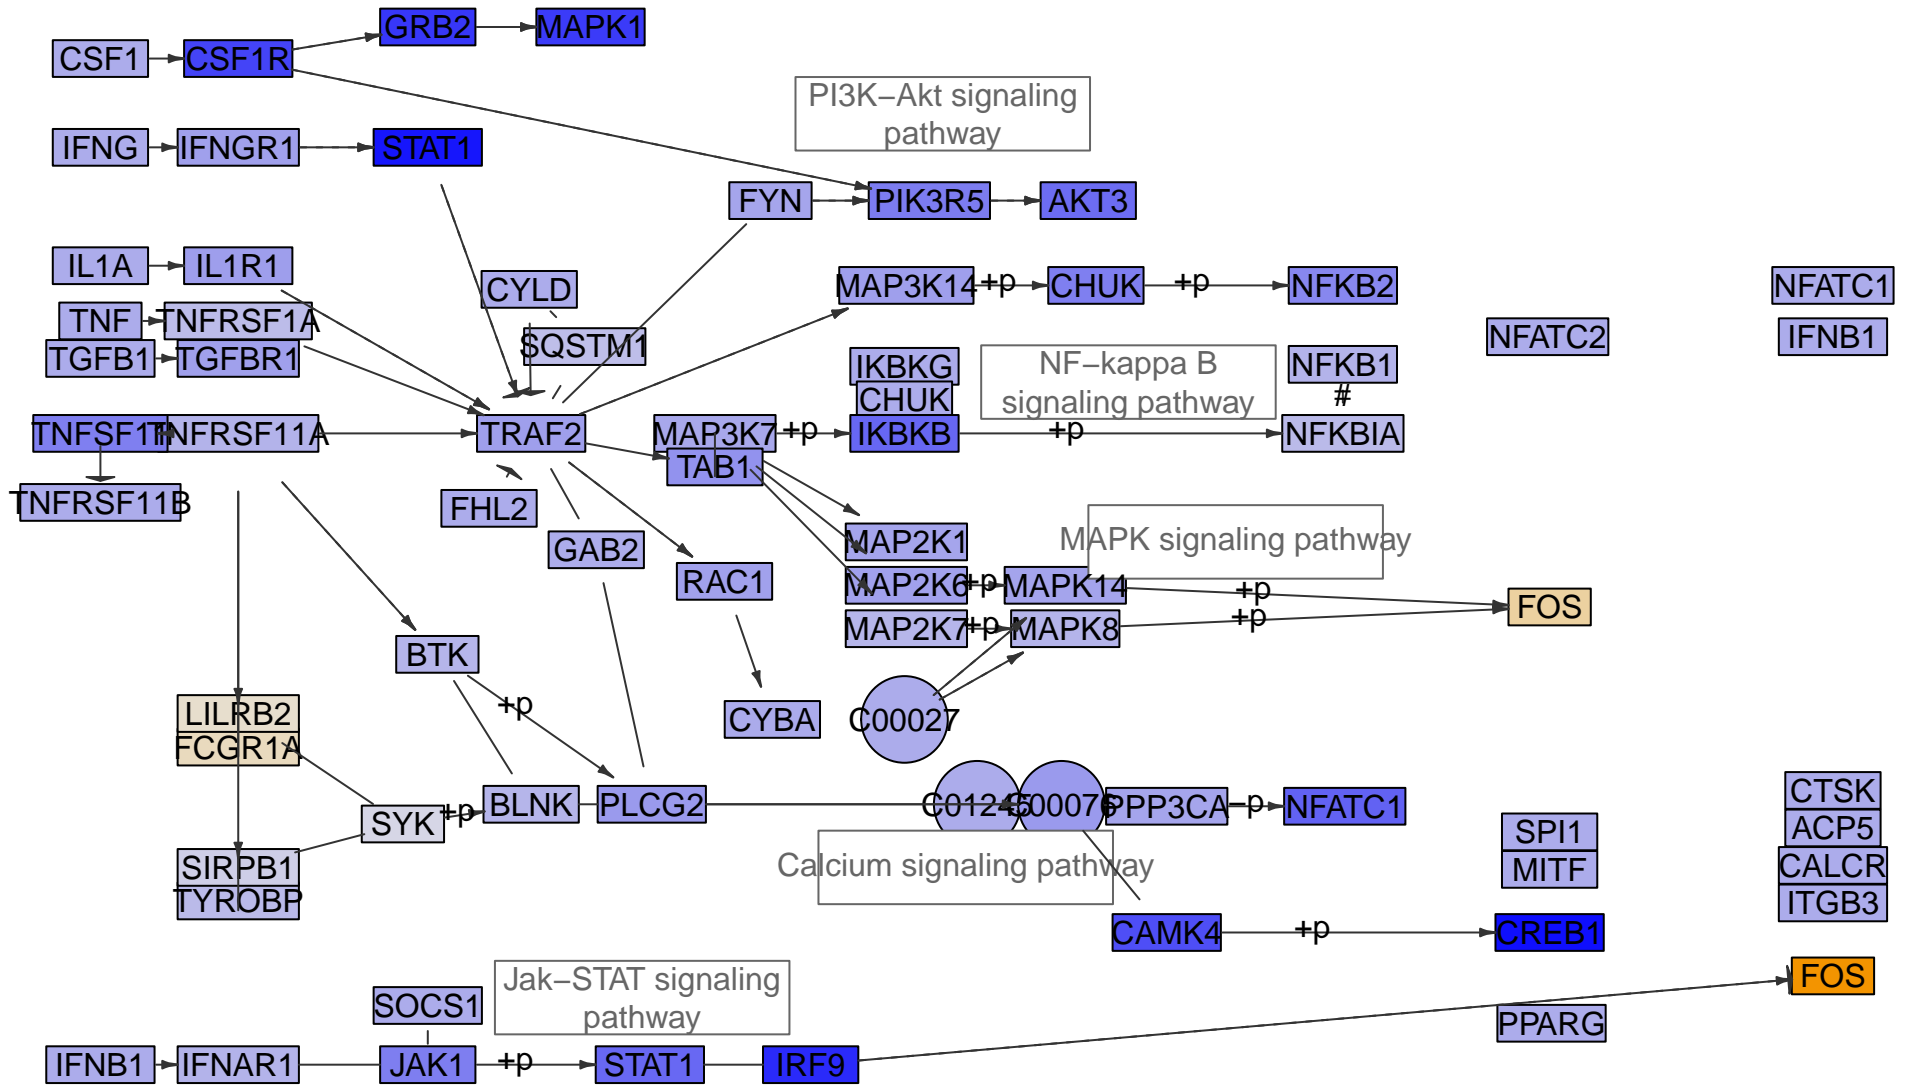 GRB2
MAPK1
CSF1
CSF1R
PI3K−Akt signaling
pathway
IFNG
IFNGR1
STAT1
FYN
PIK3R5
AKT3
IL1A
IL1R1
CYLD
MAP3K14
+p
CHUK
+p
NFKB2
NFATC1
TNF
TNFRSF1A
SQSTM1
NFATC2
IFNB1
TGFB1
TGFBR1
IKBKG
NF−kappa B
signaling pathway
NFKB1
#
CHUK
TNFSF11
TNFRSF11A
TRAF2
MAP3K7
+p
IKBKB
+p
NFKBIA
TAB1
TNFRSF11B
FHL2
GAB2
MAP2K1
MAPK signaling pathway
RAC1
MAP2K6
+p
MAPK14
+p
FOS
MAP2K7
+p
MAPK8
+p
BTK
LILRB2
FCGR1A
+p
CYBA
C00027
SYK
+p
BLNK
PLCG2
C01245
C00076
PPP3CA
−p
NFATC1
CTSK
SPI1
ACP5
SIRPB1
TYROBP
Calcium signaling pathway
MITF
CALCR
ITGB3
CAMK4
+p
CREB1
SOCS1
Jak−STAT signaling
pathway
FOS
PPARG
IFNB1
IFNAR1
JAK1
+p
STAT1
IRF9